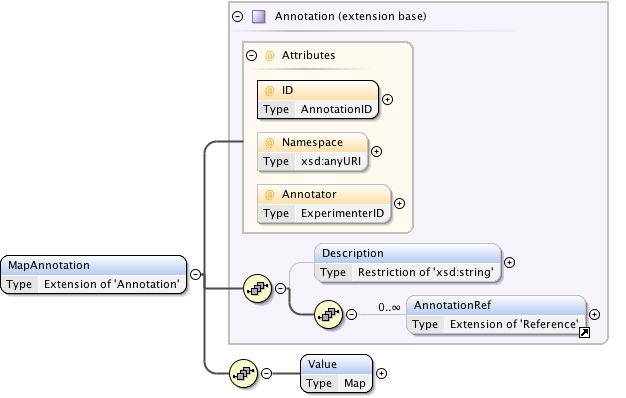 Annotation (extension base)
@ Attributes
@ ID
Type AnnotationID
@ Namespace
Type xsd:anyURI
@ Annotator
Type ExperimenterID
MapAnnotation
Type Extension of 'Annotation'
Description
Type Restriction of 'xsd:string'
0..∞
AnnotationRef
Type Extension of 'Reference'
Value
Type Map